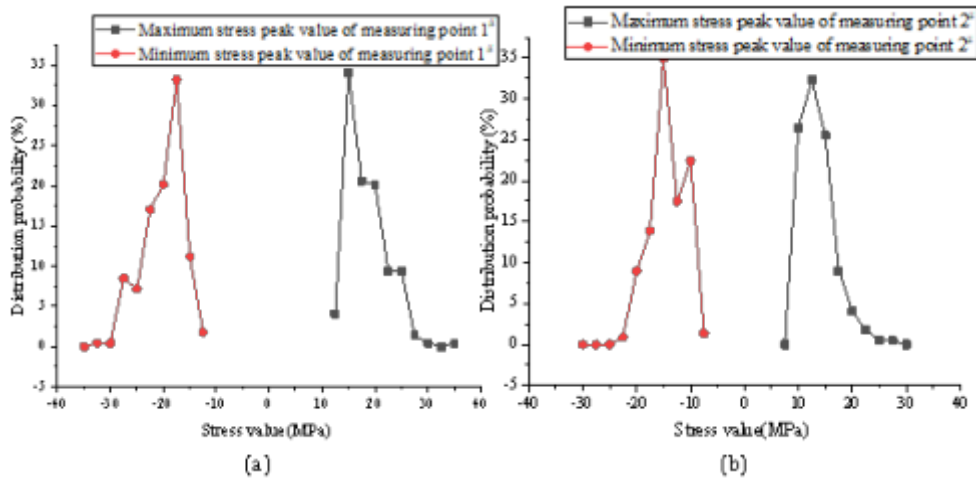 Maximum stress peak value of measuring point 1#
Minimum stress peak value of measuring point 1#
Distribution probability (%)
35
30
25
20
15
10
5
0
-5
-40 -30 -20 -10 0 10 20 30 40
Stress value(MPa)
(a)
Maximum stress peak value of measuring point 2#
Minimum stress peak value of measuring point 2#
Distribution probability (%)
35
30
25
20
15
10
5
0
-5
-40 -30 -20 -10 0 10 20 30 40
Stress value(MPa)
(b)